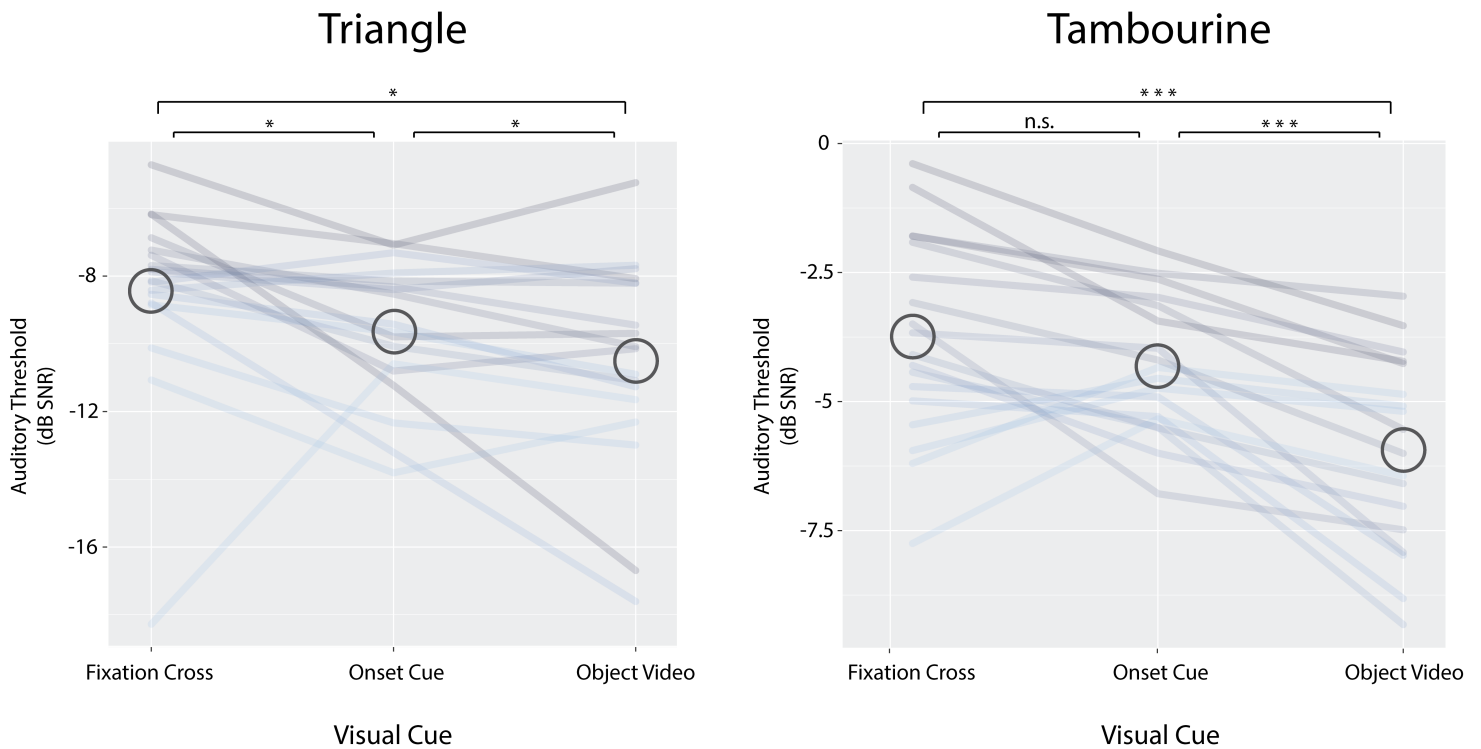 Triangle
*
*
*
-8
-12
-16
Auditory Threshold
(dB SNR)
Fixation Cross
Onset Cue
Object Video
Visual Cue
Tambourine
***
n.s.
***
0
-2.5
-5
-7.5
Auditory Threshold
(dB SNR)
Fixation Cross
Onset Cue
Object Video
Visual Cue